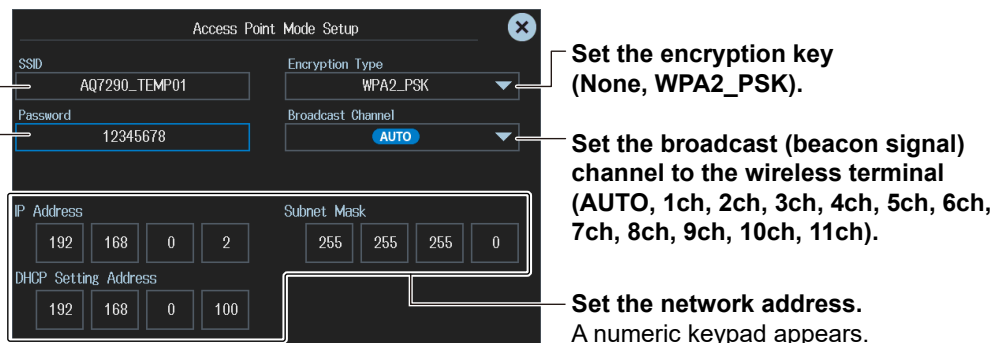 Access Point Mode Setup
SSID
AQ7290_TEMP01
Encryption Type
WPA2_PSK
Password
12345678
Broadcast Channel
AUTO
IP Address
192 168 0 2
Subnet Mask
255 255 255 0
DHCP Setting Address
192 168 0 100
Set the encryption key
(None, WPA2_PSK).
Set the broadcast (beacon signal)
channel to the wireless terminal
(AUTO, 1ch, 2ch, 3ch, 4ch, 5ch, 6ch,
7ch, 8ch, 9ch, 10ch, 11ch).
Set the network address.
A numeric keypad appears.